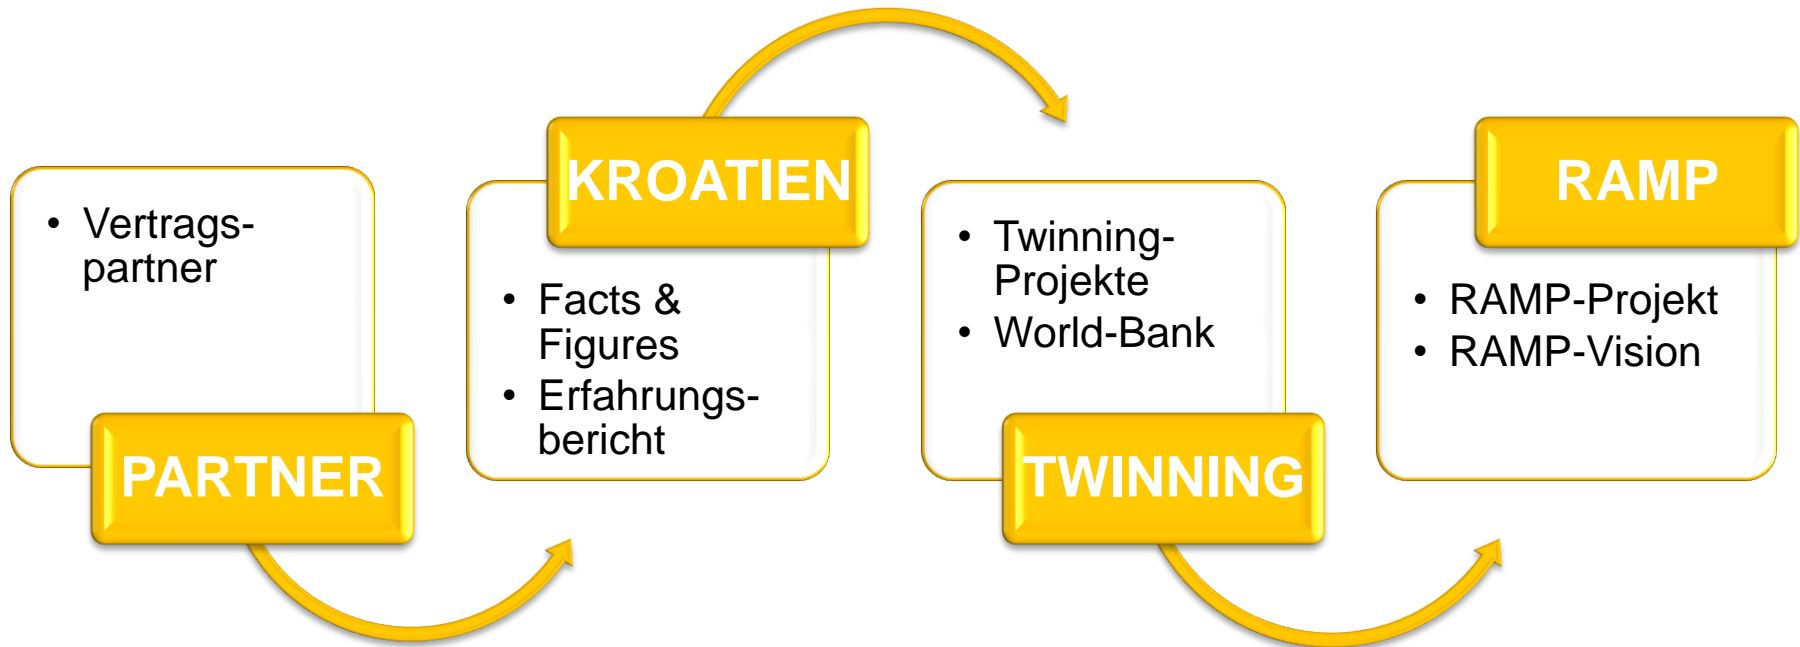 • Vertrags-
partner
PARTNER
KROATIEN
• Facts &
Figures
• Erfahrungs-
bericht
• Twinning-
Projekte
• World-Bank
TWINNING
RAMP
• RAMP-Projekt
• RAMP-Vision